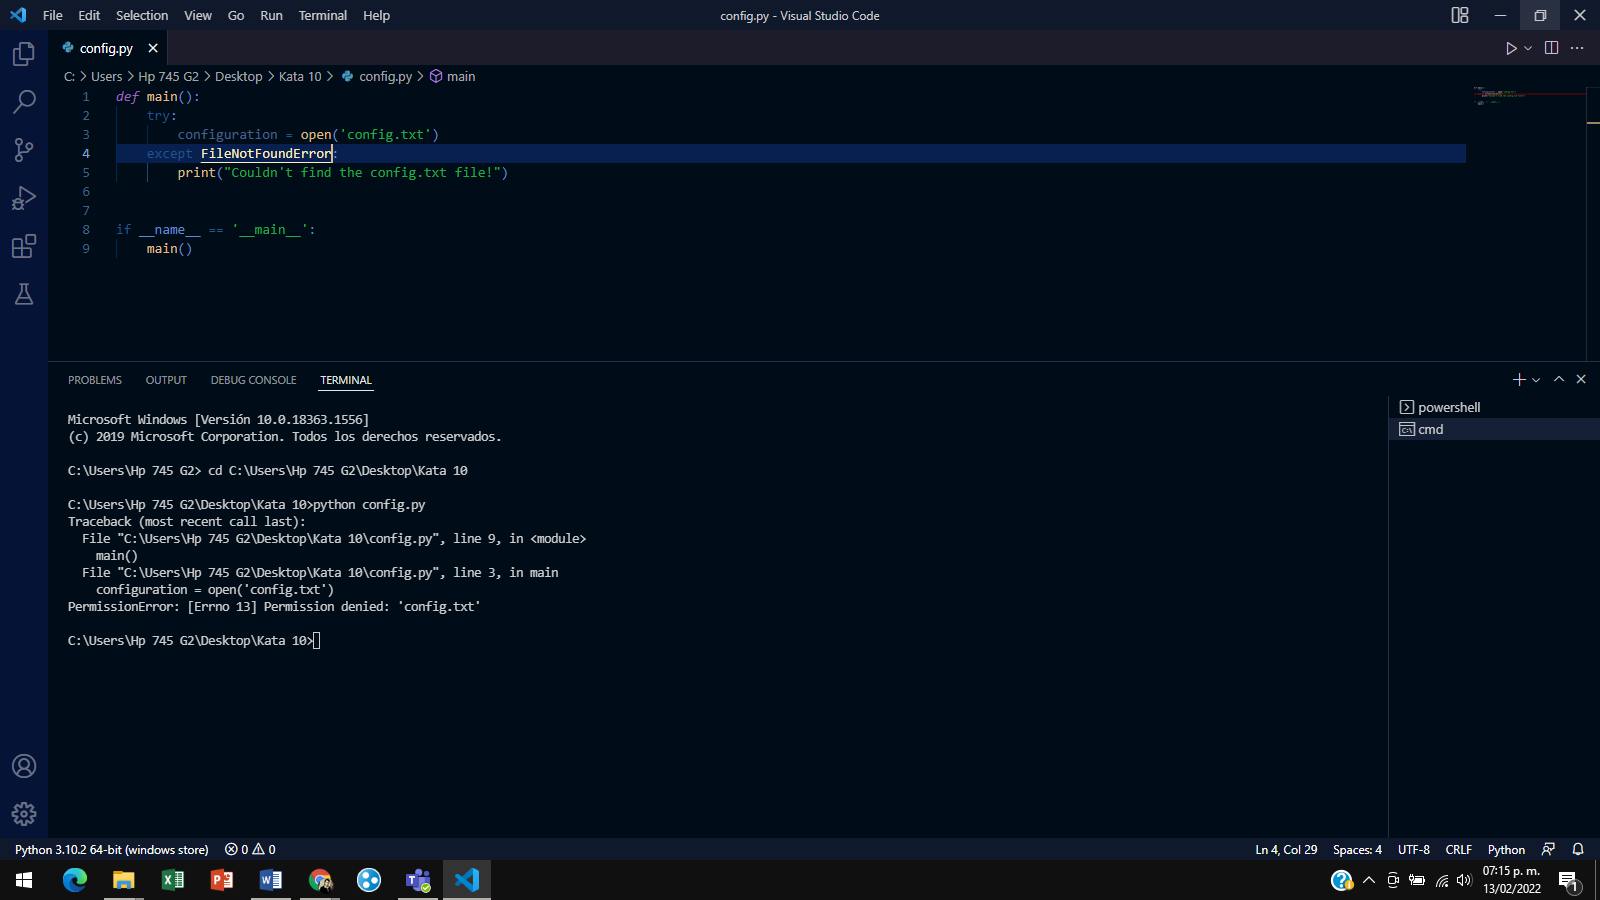 File Edit Selection View Go Run Terminal Help
config.py - Visual Studio Code
config.py
C: > Users > Hp 745 G2 > Desktop > Kata 10 > config.py > main
1 def main():
2 try:
3 configuration = open('config.txt')
4 except FileNotFoundError:
5 print("Couldn't find the config.txt file!")
6
7
8 if __name__ == '__main__':
9 main()
PROBLEMS OUTPUT DEBUG CONSOLE TERMINAL
powershell
cmd
Microsoft Windows [Versión 10.0.18363.1556]
(c) 2019 Microsoft Corporation. Todos los derechos reservados.
C:\Users\Hp 745 G2> cd C:\Users\Hp 745 G2\Desktop\Kata 10
C:\Users\Hp 745 G2\Desktop\Kata 10>python config.py
Traceback (most recent call last):
File "C:\Users\Hp 745 G2\Desktop\Kata 10\config.py", line 9, in <module>
main()
File "C:\Users\Hp 745 G2\Desktop\Kata 10\config.py", line 3, in main
configuration = open('config.txt')
PermissionError: [Errno 13] Permission denied: 'config.txt'
C:\Users\Hp 745 G2\Desktop\Kata 10>
Python 3.10.2 64-bit (windows store) 0 0
Ln 4, Col 29 Spaces: 4 UTF-8 CRLF Python
07:15 p. m.
13/02/2022
1